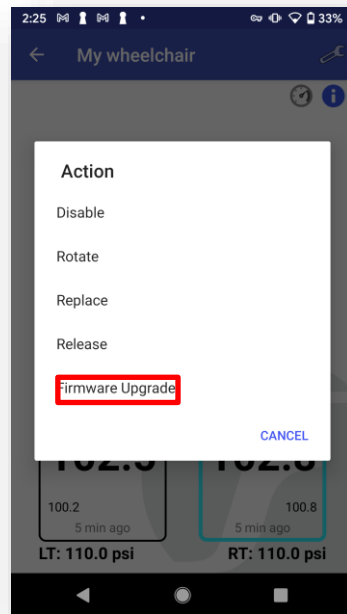 2:25 33%
My wheelchair
Action
Disable
Rotate
Replace
Release
Firmware Upgrade
CANCEL
100.2 100.8
5 min ago 5 min ago
LT: 110.0 psi RT: 110.0 psi